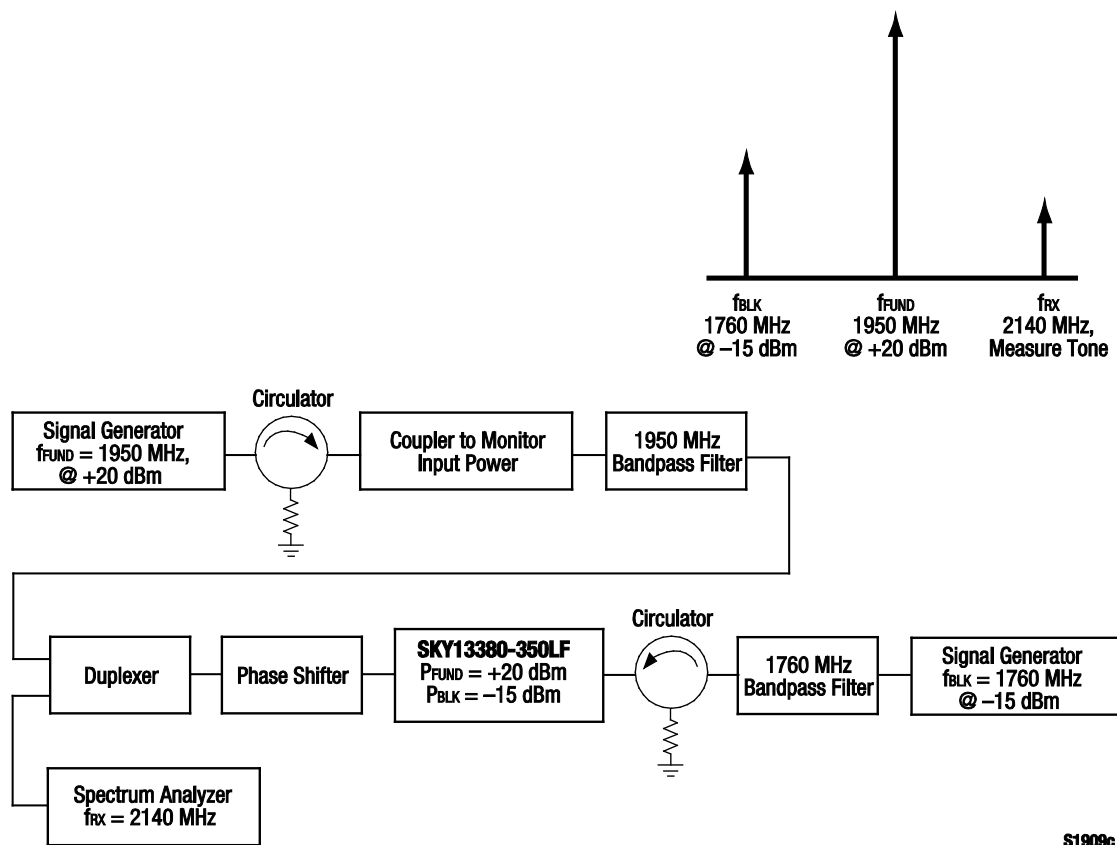 fBLK
1760 MHz
@ –15 dBm
fFUND
1950 MHz
@ +20 dBm
fRX
2140 MHz,
Measure Tone
Signal Generator
fFUND = 1950 MHz,
@ +20 dBm
Circulator
Coupler to Monitor
Input Power
1950 MHz
Bandpass Filter
Duplexer
Phase Shifter
SKY13380-350LF
PFUND = +20 dBm
PBLK = –15 dBm
Circulator
1760 MHz
Bandpass Filter
Signal Generator
fBLK = 1760 MHz
@ –15 dBm
Spectrum Analyzer
fRX = 2140 MHz
S1909c